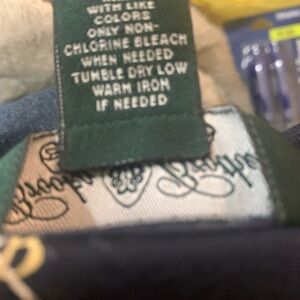 WITH LIKE
COLORS
ONLY NON-
CHLORINE BLEACH
WHEN NEEDED
TUMBLE DRY LOW
WARM IRON
IF NEEDED